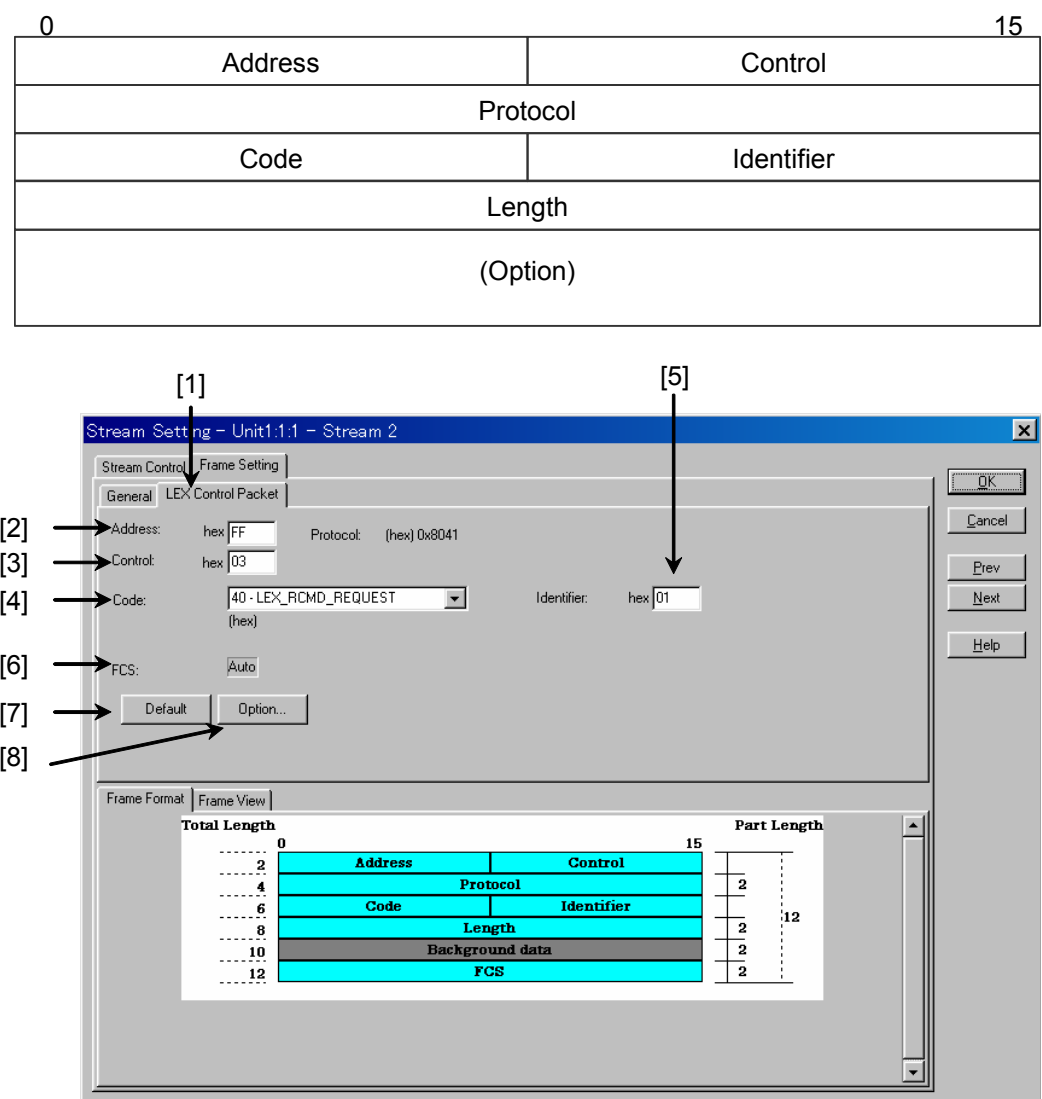 0 15
Address Control
Protocol
Code Identifier
Length
(Option)
[1] [5]
Stream Setting - Unit1:1:1 - Stream 2
Stream Control Frame Setting
General LEX Control Packet
OK
[2] Address: hex FF Protocol: (hex) 0x8041
Cancel
[3] Control: hex 03
Prev
[4] Code: 40 - LEX_RCMD_REQUEST Identifier: hex 01
Next
(hex)
Help
[6] FCS: Auto
[7] Default Option...
[8]
Frame Format Frame View
Total Length Part Length
0 15
2 Address Control
4 Protocol 2
6 Code Identifier
12
8 Length 2
10 Background data 2
12 FCS 2